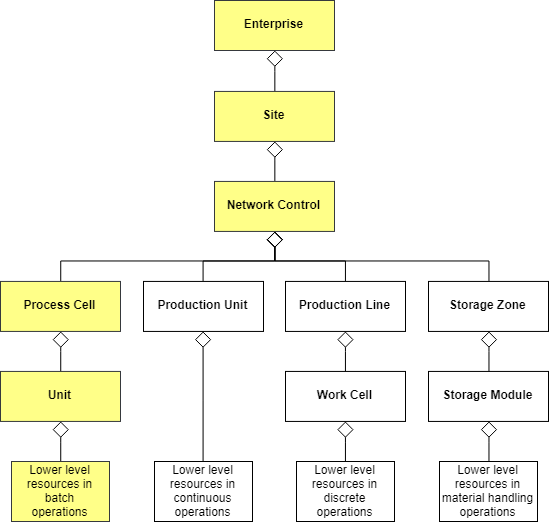 Enterprise
Site
Network Control
Process Cell
Production Unit
Production Line
Storage Zone
Unit
Work Cell
Storage Module
Lower level
resources in
batch
operations
Lower level
resources in
continuous
operations
Lower level
resources in
discrete
operations
Lower level
resources in
material handling
operations